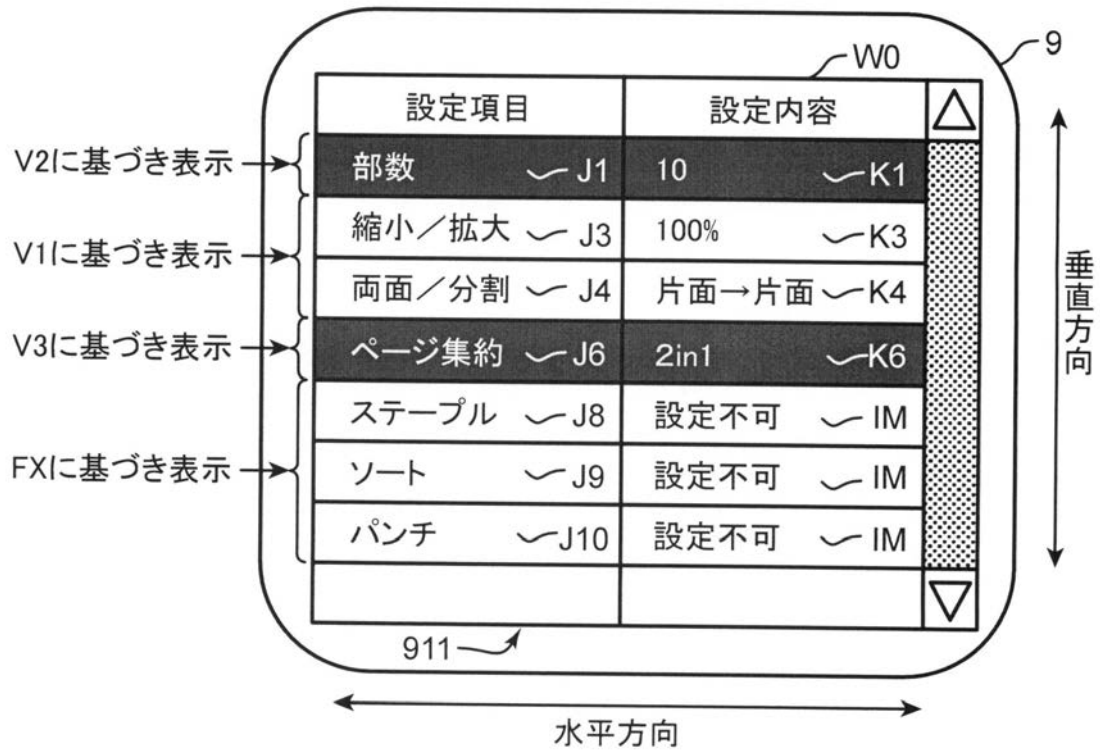 9
W0
設定項目 設定内容
V2に基づき表示 部数 J1 10 K1
V1に基づき表示 縮小／拡大 J3 100% K3
両面／分割 J4 片面→片面 K4
V3に基づき表示 ページ集約 J6 2in1 K6
ステープル J8 設定不可 IM
FXに基づき表示 ソート J9 設定不可 IM
パンチ J10 設定不可 IM
911
垂直方向
水平方向